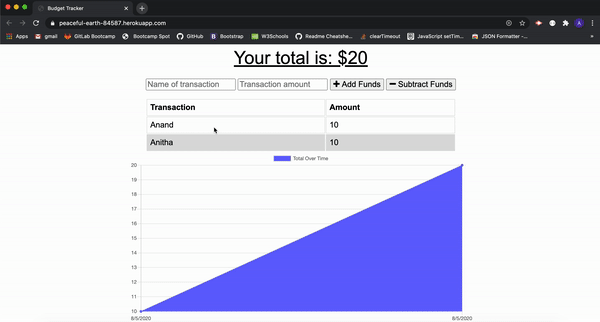 Budget Tracker
peaceful-earth-84587.herokuapp.com
Apps gmail GitLab Bootcamp Bootcamp Spot GitHub Bootstrap W3Schools Readme Cheatshe... clearTimeout JavaScript setTim... JSON Formatter -...
Your total is: $20
Name of transaction Transaction amount Add Funds Subtract Funds
Transaction Amount
Anand 10
Anitha 10
Total Over Time
20
19
18
17
16
15
14
13
12
11
10
8/5/2020 8/5/2020